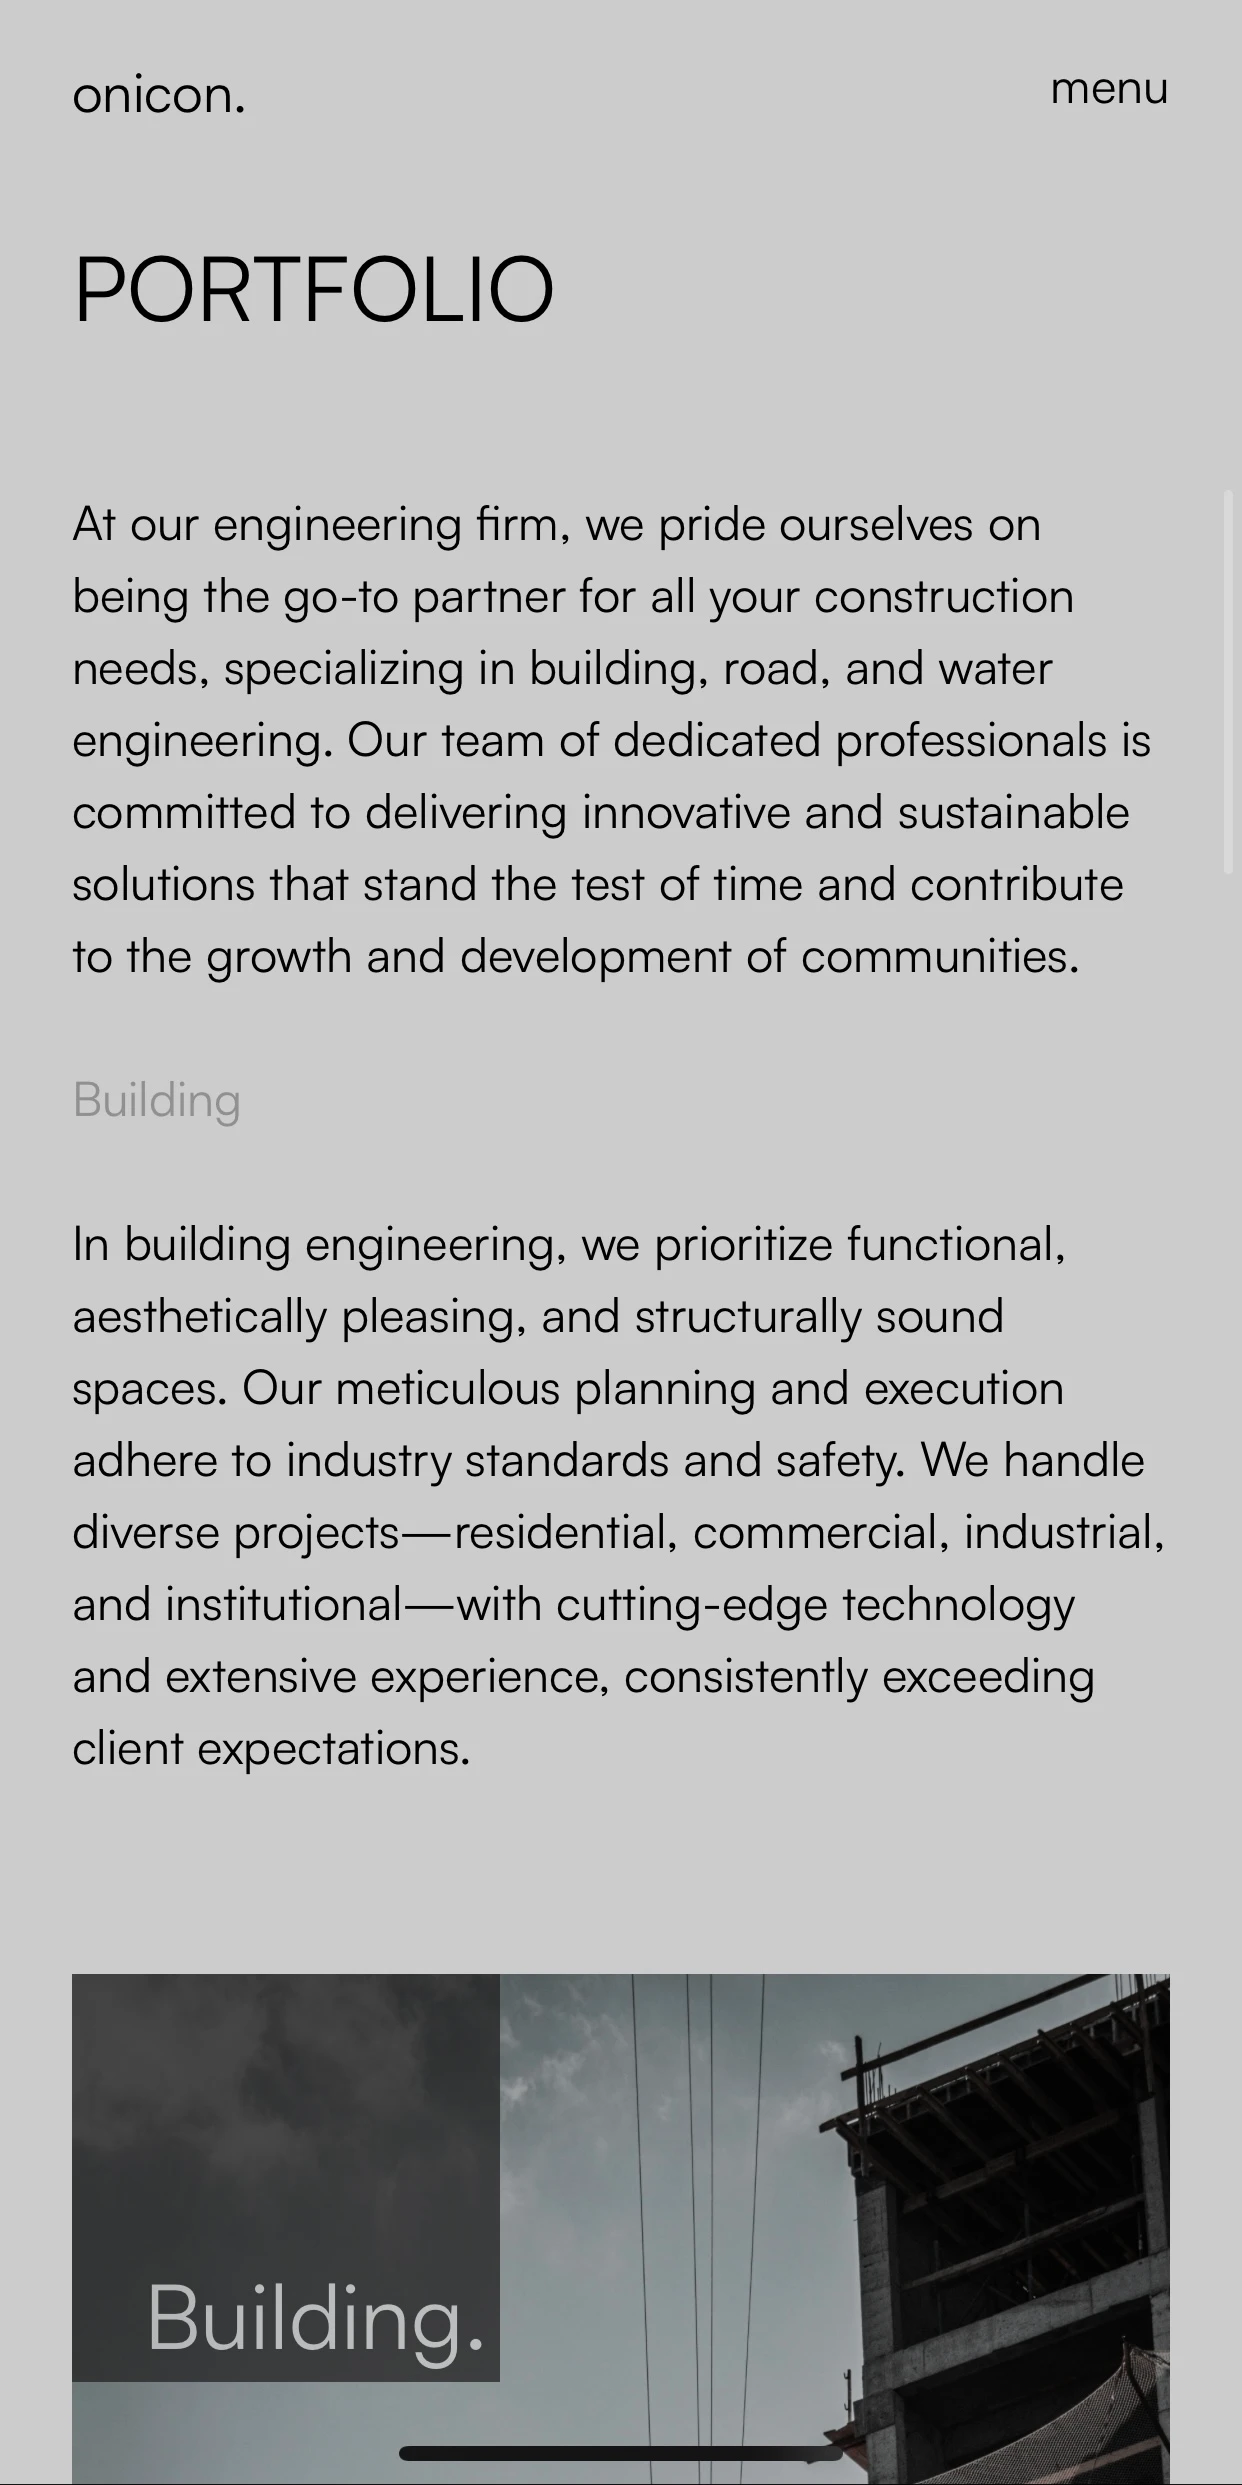 onicon.
menu
PORTFOLIO
At our engineering firm, we pride ourselves on
being the go-to partner for all your construction
needs, specializing in building, road, and water
engineering. Our team of dedicated professionals is
committed to delivering innovative and sustainable
solutions that stand the test of time and contribute
to the growth and development of communities.
Building
In building engineering, we prioritize functional,
aesthetically pleasing, and structurally sound
spaces. Our meticulous planning and execution
adhere to industry standards and safety. We handle
diverse projects—residential, commercial, industrial,
and institutional—with cutting-edge technology
and extensive experience, consistently exceeding
client expectations.
Building.